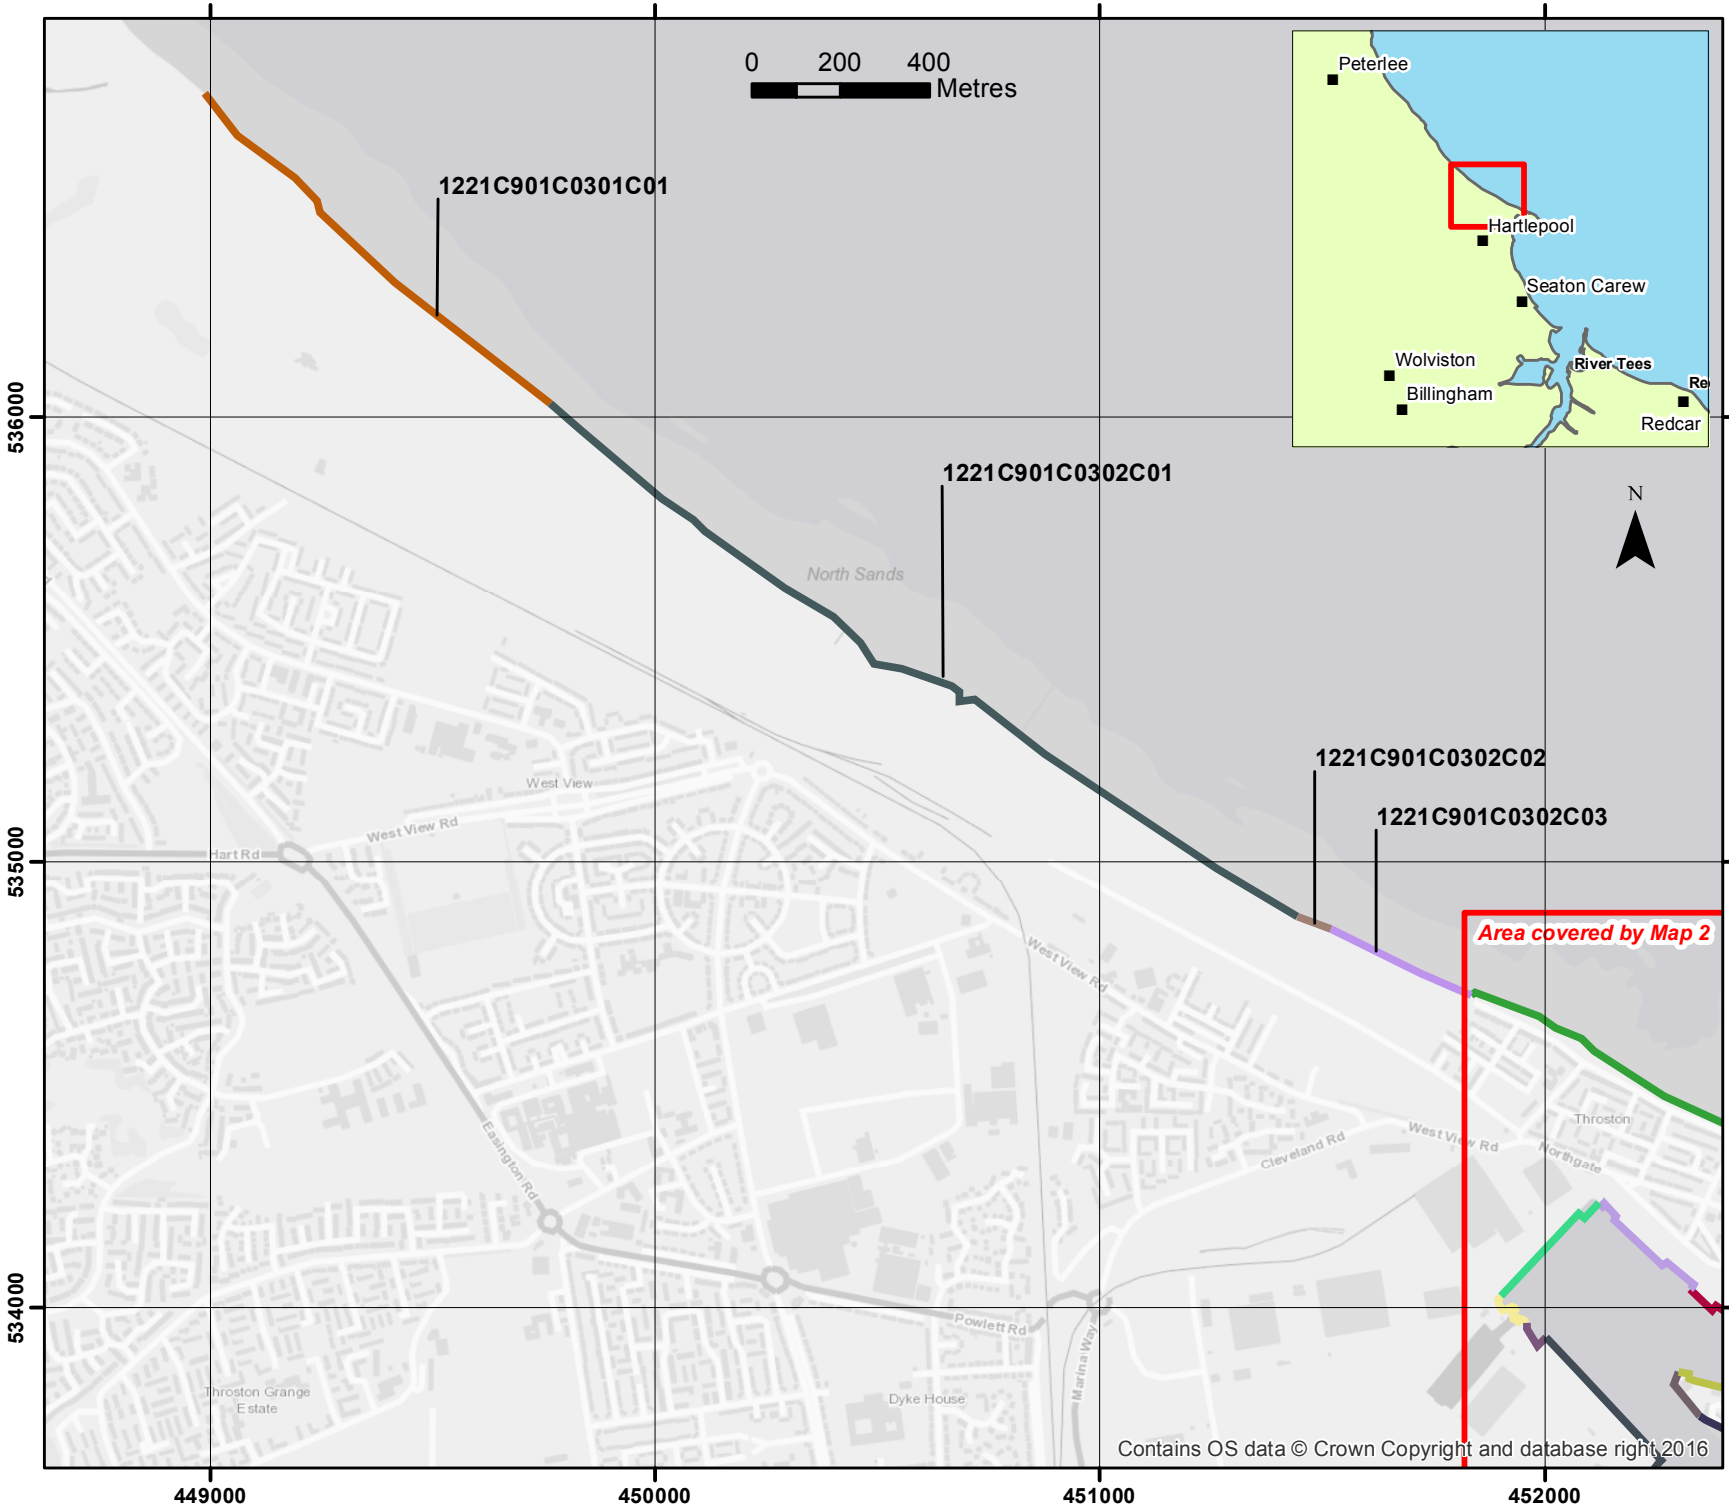 0 200 400
Metres
Peterlee
Hartlepool
Seaton Carew
Wolviston
Billingham
River Tees
Re
Redcar
1221C901C0301C01
536000
1221C901C0302C01
N
North Sands
1221C901C0302C02
West View
1221C901C0302C03
West View Rd
Hart Rd
535000
Area covered by Map 2
West View Rd
Throston
Easington Rd
Cleveland Rd
West View Rd
Northgate
534000
Powlett Rd
Marina Way
Throston Grange
Estate
Dyke House
Contains OS data © Crown Copyright and database right 2016
449000 450000 451000 452000